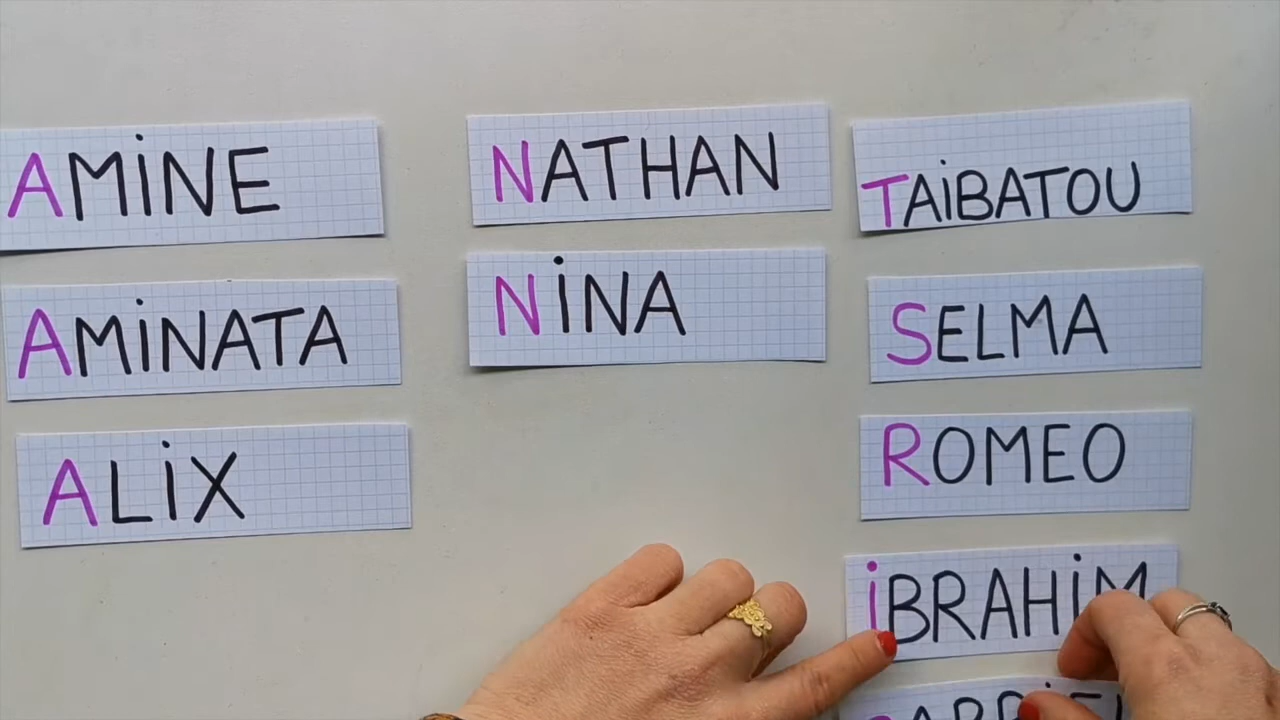 AMiNE
AMiNATA
ALiX
NATHAN
NiNA
TAiBATOU
SELMA
ROMEO
iBRAHiM